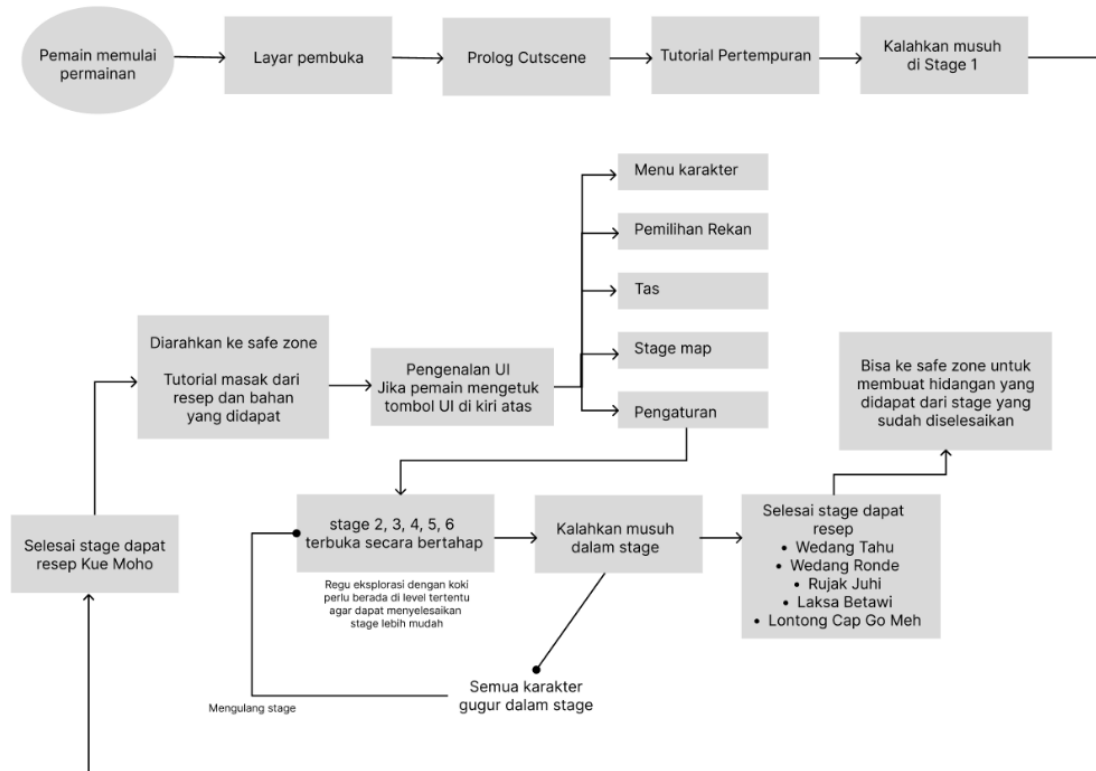 Pemain memulai
permainan
Layar pembuka
Prolog Cutscene
Tutorial Pertempuran
Kalahkan musuh
di Stage 1
Menu karakter
Pemilihan Rekan
Tas
Stage map
Pengaturan
Diarahkan ke safe zone
Tutorial masak dari
resep dan bahan
yang didapat
Pengenalan UI
Jika pemain mengetuk
tombol UI di kiri atas
Bisa ke safe zone untuk
membuat hidangan yang
didapat dari stage yang
sudah diselesaikan
Selesai stage dapat
resep Kue Moho
stage 2, 3, 4, 5, 6
terbuka secara bertahap
Regu eksplorasi dengan koki
perlu berada di level tertentu
agar dapat menyelesaikan
stage lebih mudah
Kalahkan musuh
dalam stage
Selesai stage dapat
resep
• Wedang Tahu
• Wedang Ronde
• Rujak Juhi
• Laksa Betawi
• Lontong Cap Go Meh
Semua karakter
gugur dalam stage
Mengulang stage